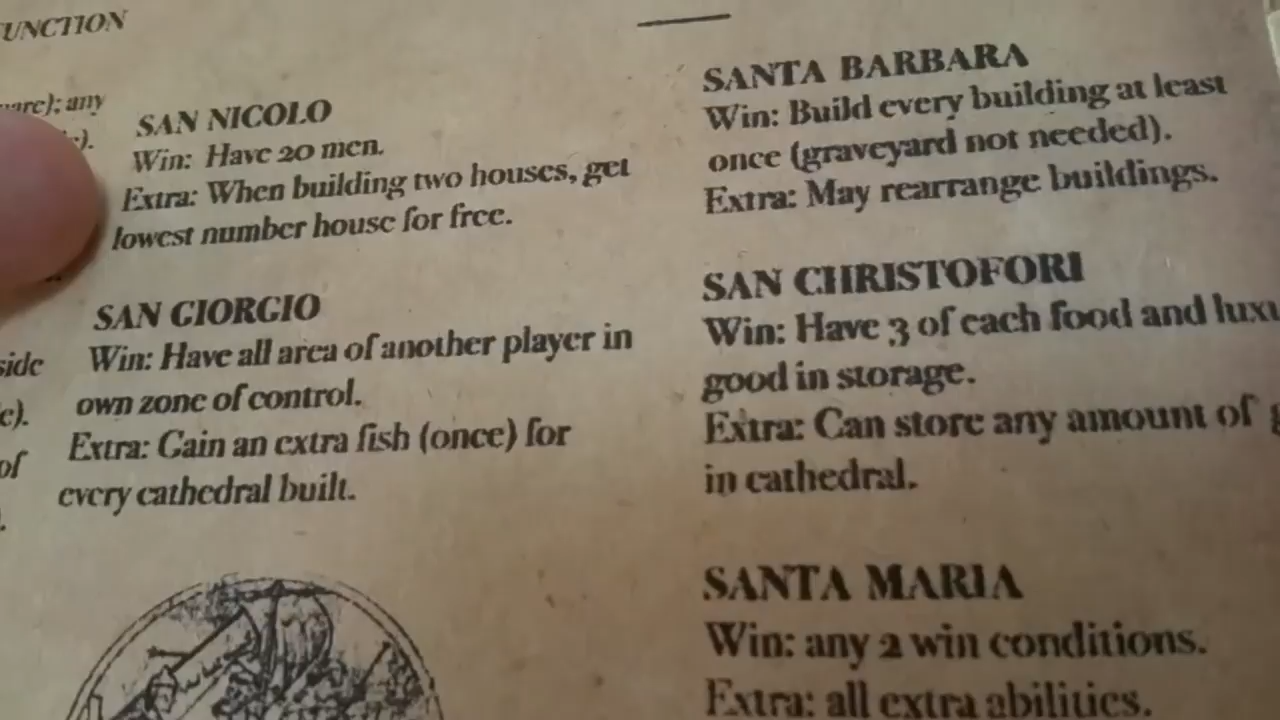 UNCTION
any
SAN NICOLO
Win: Have 20 men.
Extra: When building two houses, get
lowest number house for free.
SAN GIORGIO
Win: Have all area of another player in
own zone of control.
Extra: Gain an extra fish (once) for
every cathedral built.
side
of
SANTA BARBARA
Win: Build every building at least
once (graveyard not needed).
Extra: May rearrange buildings.
SAN CHRISTOFORI
Win: Have 3 of each food and luxu
good in storage.
Extra: Can store any amount of g
in cathedral.
SANTA MARIA
Win: any 2 win conditions.
Extra: all extra abilities.